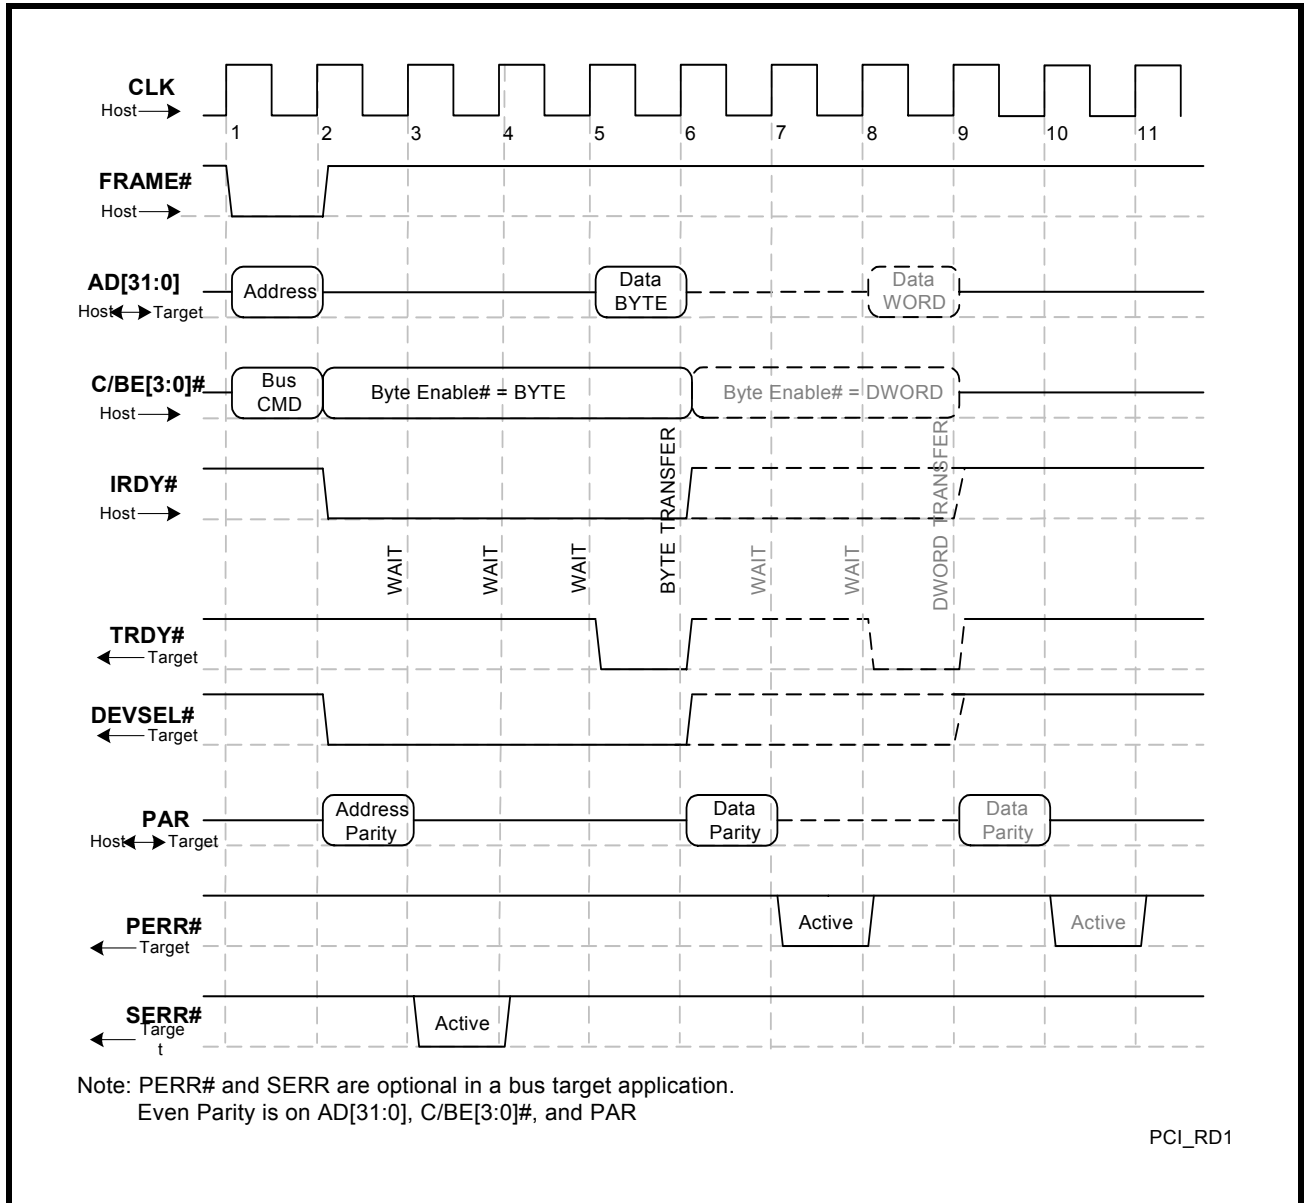 CLK
Host
1 2 3 4 5 6 7 8 9 10 11
FRAME#
Host
AD[31:0]
Host Target
Address
Data
BYTE
Data
WORD
C/BE[3:0]#
Host
Bus
CMD
Byte Enable# = BYTE
Byte Enable# = DWORD
IRDY#
Host
WAIT
WAIT
WAIT
BYTE TRANSFER
WAIT
WAIT
DWORD TRANSFER
TRDY#
Target
DEVSEL#
Target
PAR
Host Target
Address
Parity
Data
Parity
Data
Parity
PERR#
Target
Active
Active
SERR#
Targe
t
Active
Note: PERR# and SERR are optional in a bus target application.
Even Parity is on AD[31:0], C/BE[3:0]#, and PAR
PCI_RD1